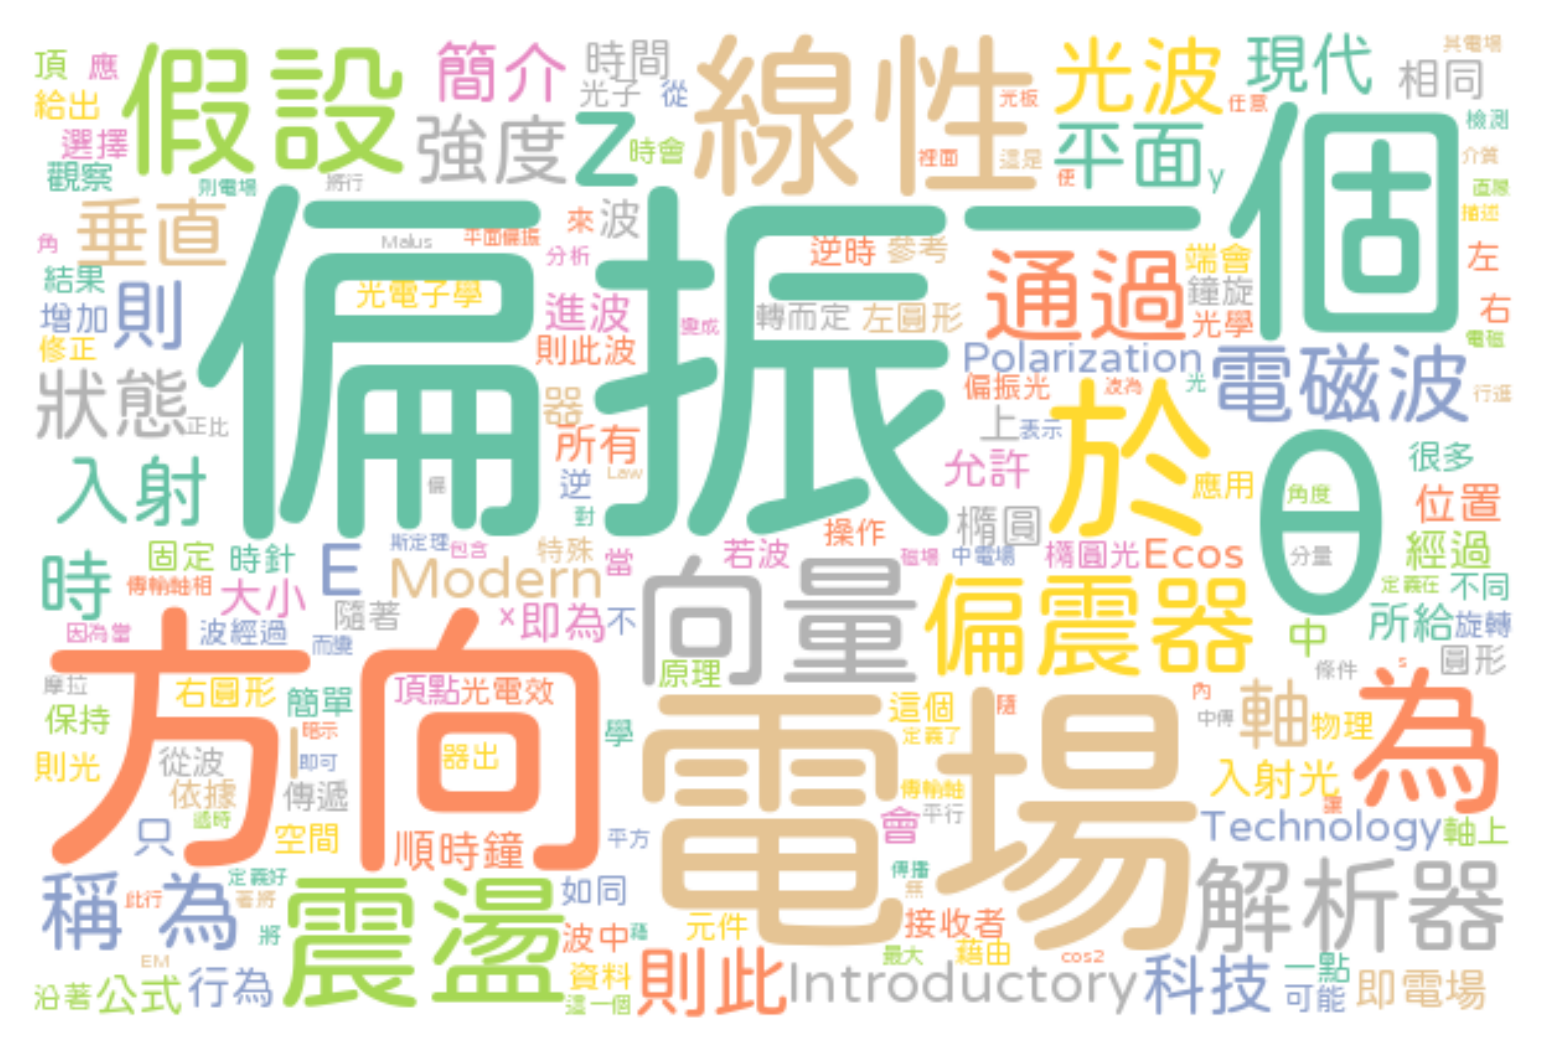 頂 應 假設 簡介 時間 線性 光波 現代 其電場
給出 光子 從 光板 任意 相同
選擇 強度 z 時會 裡面 這是 平面 個 檢測
觀察 則電場 將行 便 y 介質
直 描述
垂直 偏振 來 波 一
角 Malus 平面偏振 分析 逆時 參考 通過 端會 左
結果 光電子學 鐘旋
增加 則 進波 變成 轉而定 左圓形 光學 右
修正 則此波 Polarization 電磁波 電磁
狀態 器 偏振光 波為 光 行進
正比 所有 上 表示 於 θ
入射 偏 逆 Law 允許 應用 角度 很多
對 操作 橢圓 位置
時 固定 時針 E 斯定理 包含 特殊 當 若波 磁場 中電場 橢圓光 Ecos 分量 經過
傳輸軸相 大小 Modern 向量 偏震器 定義在 不同
因為當 波經過 隨著 而變 x 即為 不 中 所給 旋轉
方向 原理 條件 s 圓形
摩拉 右圓形 簡單 頂點 光電效 電場 這個 隨 內 為
保持 暗示 學 定義了 中傳 軸 物理
則光 從波 I 即可 器出 入射光
依據 傳遞 傳輸軸
過時 會 平行 Technology 軸上
只 空間 順時鐘 平方
稱為 定義好 震盪 如同 傳播 解析器
此行 著將 無
將 波中 藉 元件 接收者
EM 最大 藉由 cos2
沿著 公式 行為 資料 則此 Introductory 科技 一點 即電場
這一個 可能